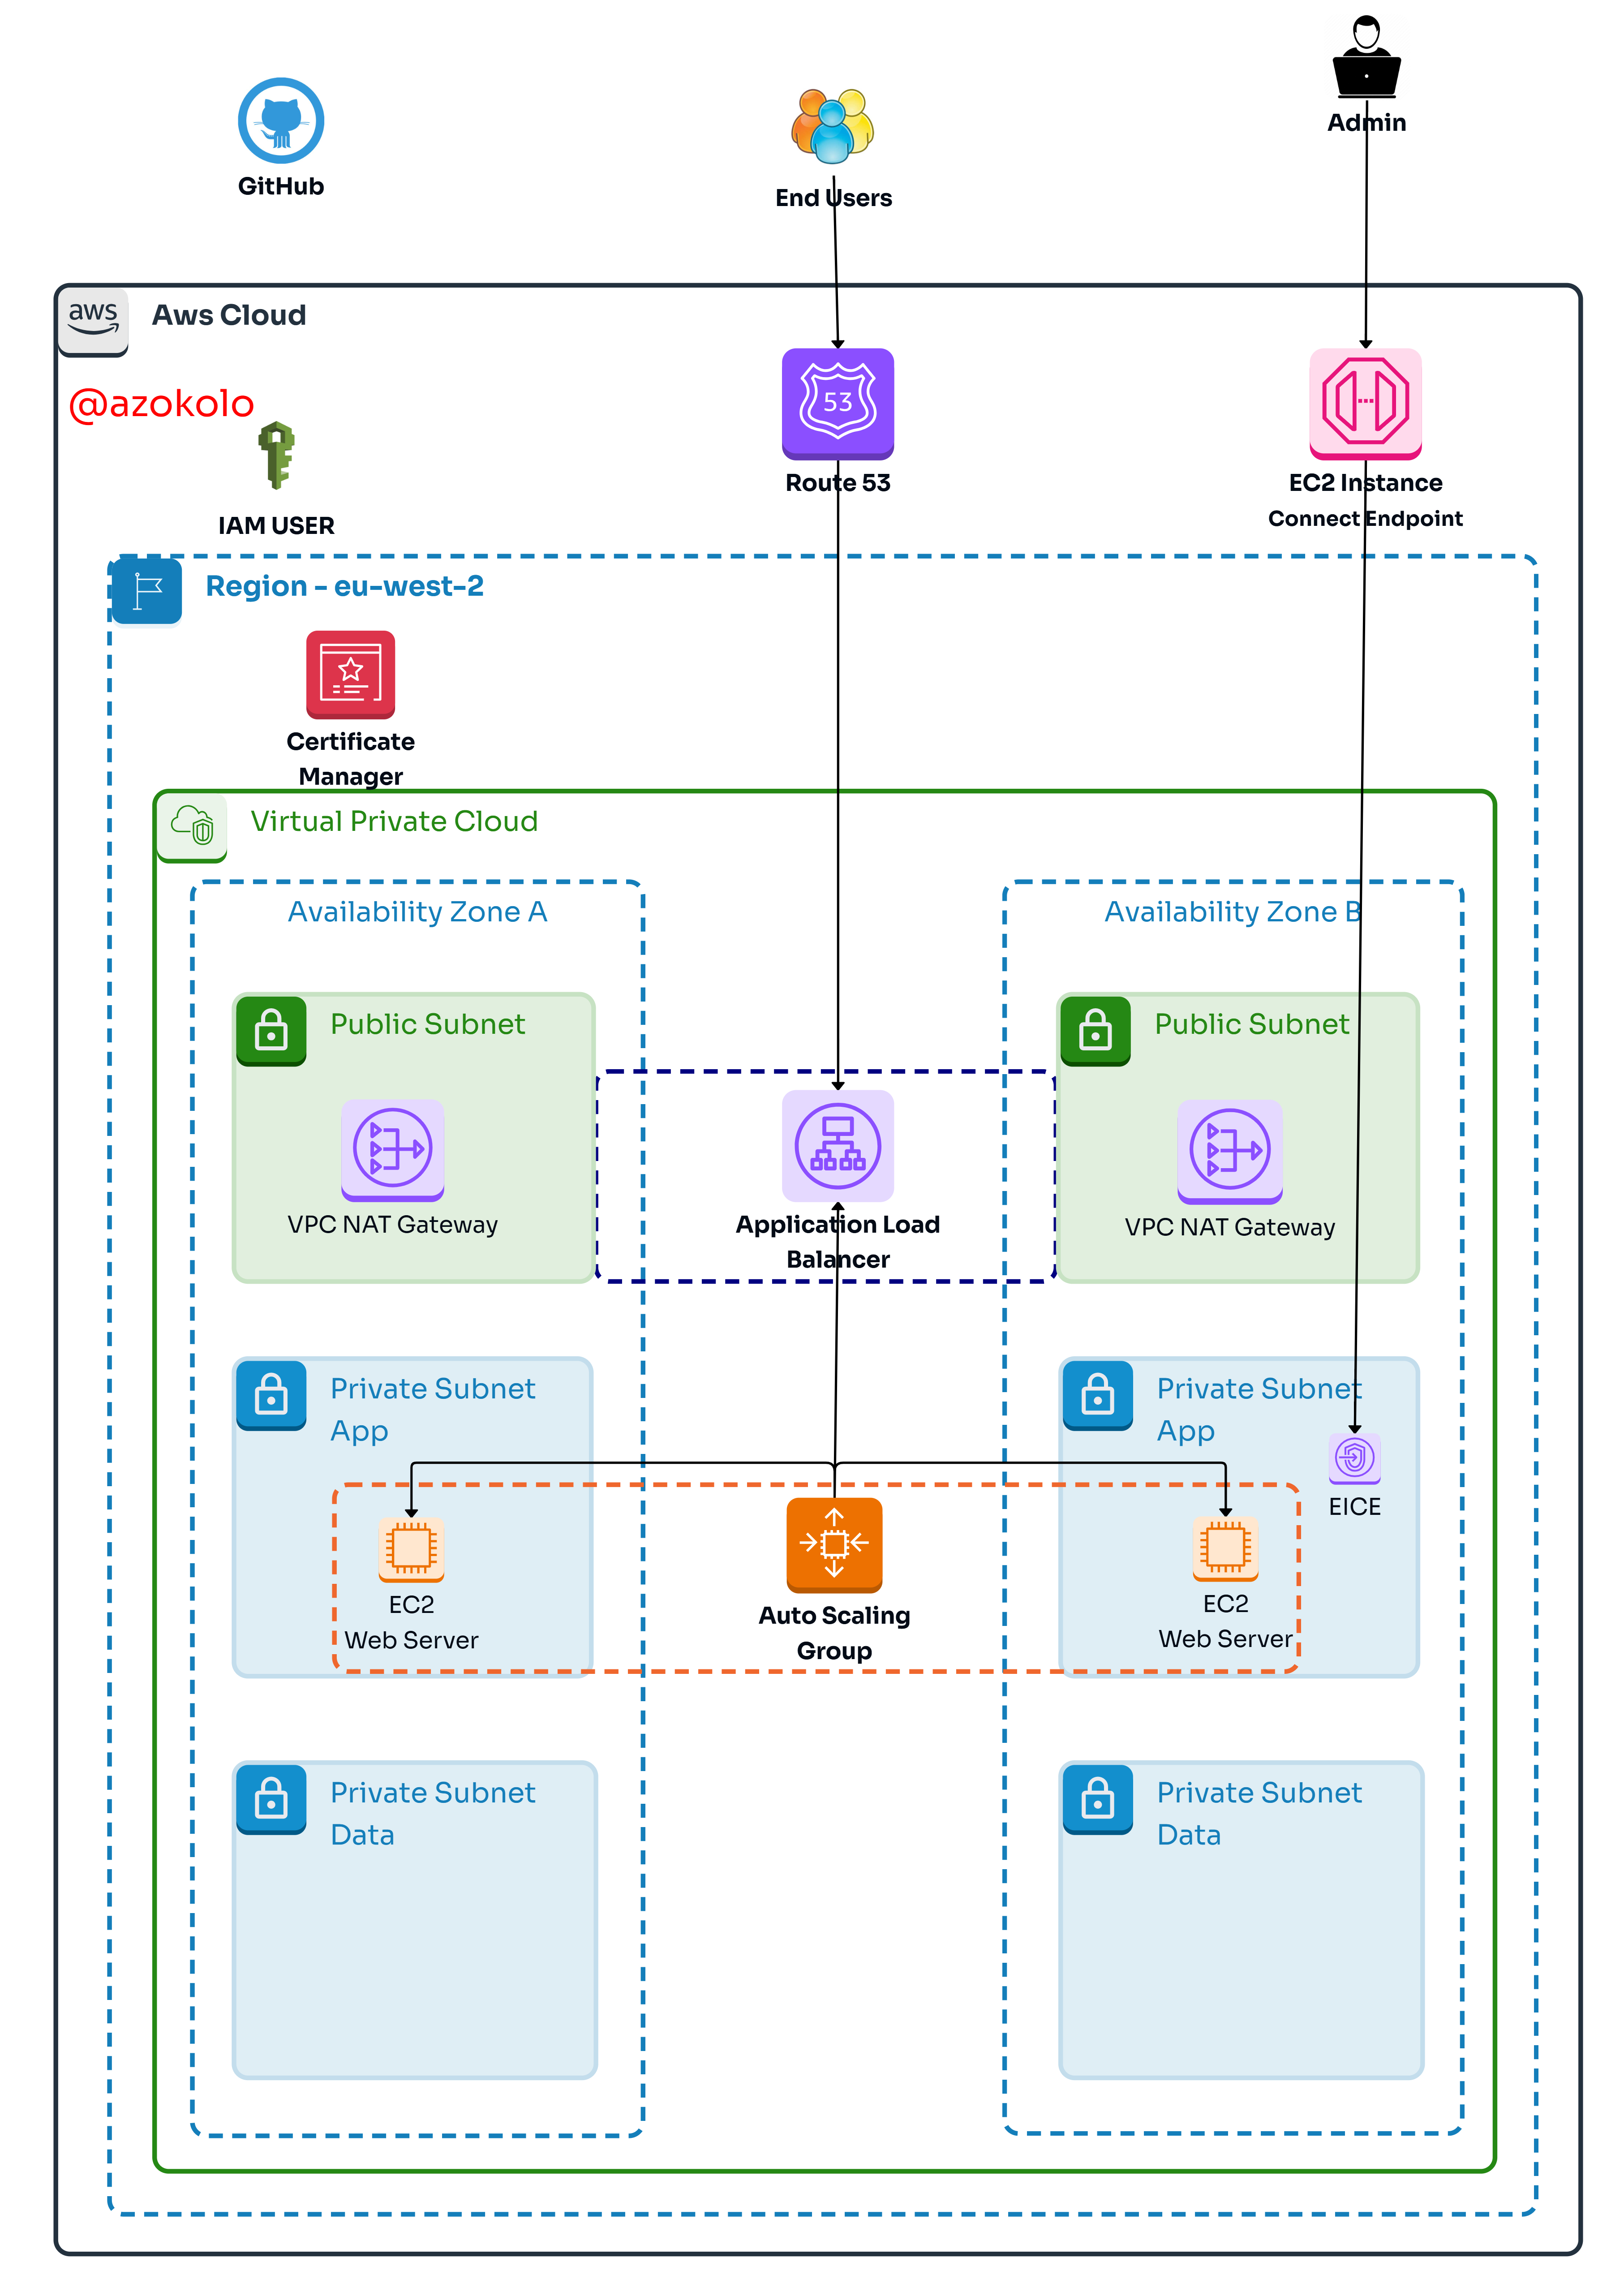 Admin
GitHub
End Users
aws
Aws Cloud
@azokolo
53
Route 53
EC2 Instance
Connect Endpoint
IAM USER
Region - eu-west-2
Certificate
Manager
Virtual Private Cloud
Availability Zone A
Availability Zone B
Public Subnet
Public Subnet
VPC NAT Gateway
Application Load
Balancer
VPC NAT Gateway
Private Subnet
App
Private Subnet
App
EICE
EC2
Web Server
Auto Scaling
Group
EC2
Web Server
Private Subnet
Data
Private Subnet
Data